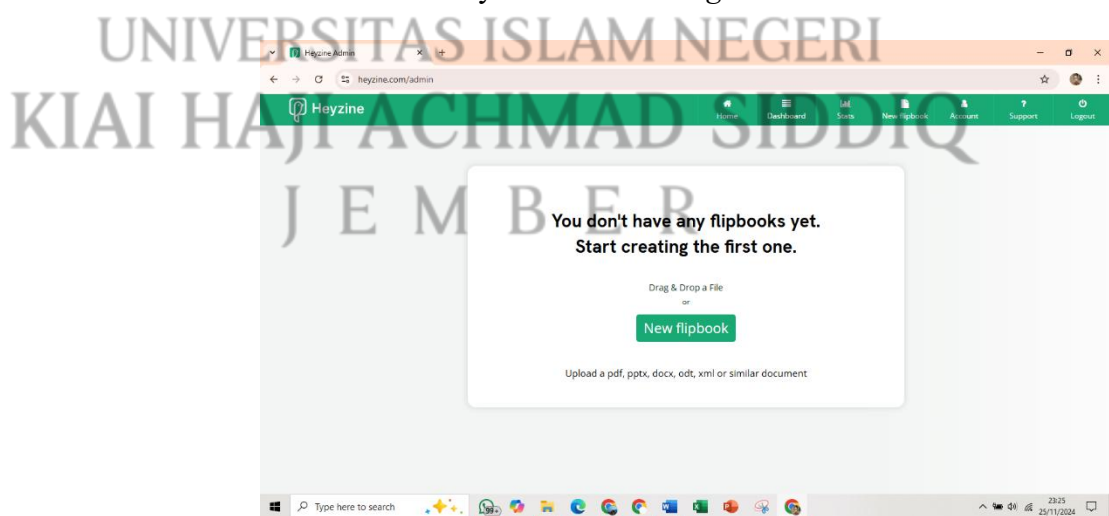 UNIVERSITAS ISLAM NEGERI
Heyzine Admin
heyzine.com/admin
KIAI HAJI ACHMAD SIDDIQ
Heyzine
Home Dashboard Stats New flipbook Account Support Logout
JEMBER
You don't have any flipbooks yet.
Start creating the first one.
Drag & Drop a File
or
New flipbook
Upload a pdf, pptx, docx, odt, xml or similar document
Type here to search
99+
23:25
25/11/2024